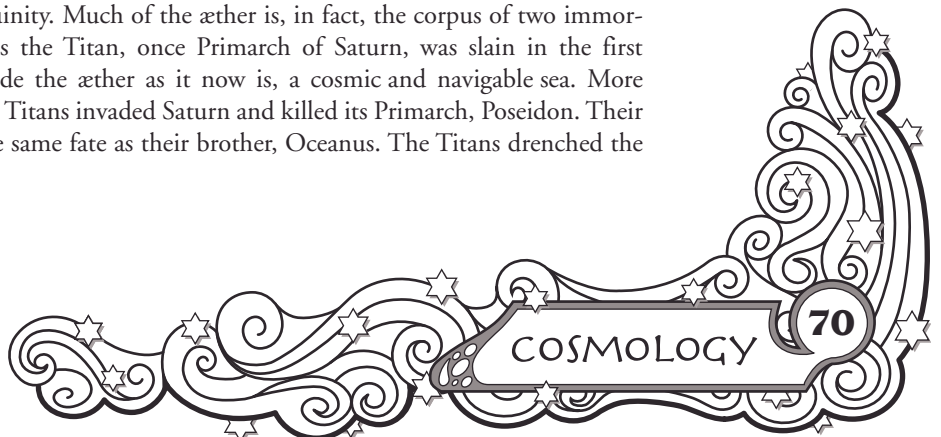 uinity. Much of the æther is, in fact, the corpus of two immor-
s the Titan, once Primarch of Saturn, was slain in the first
de the æther as it now is, a cosmic and navigable sea. More
Titans invaded Saturn and killed its Primarch, Poseidon. Their
e same fate as their brother, Oceanus. The Titans drenched the
COSMOLOGY
70